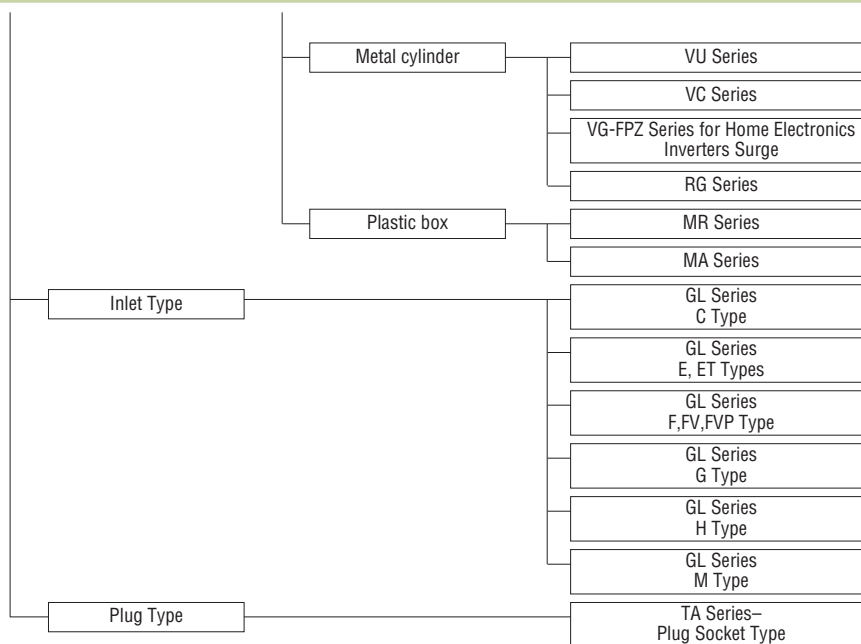 Metal cylinder
VU Series
VC Series
VG-FPZ Series for Home Electronics
Inverters Surge
RG Series
Plastic box
MR Series
MA Series
Inlet Type
GL Series
C Type
GL Series
E, ET Types
GL Series
F,FV,FVP Type
GL Series
G Type
GL Series
H Type
GL Series
M Type
Plug Type
TA Series–
Plug Socket Type